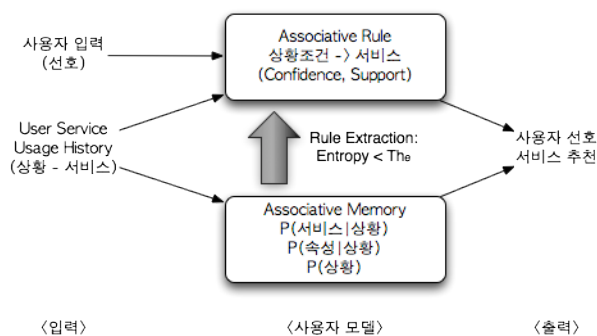 사용자 입력
(선호)
Associative Rule
상황조건 -> 서비스
(Confidence, Support)
User Service
Usage History
(상황 - 서비스)
Rule Extraction:
Entropy < The
사용자 선호
서비스 추천
Associative Memory
P(서비스|상황)
P(속성|상황)
P(상황)
〈입력〉
〈사용자 모델〉
〈출력〉